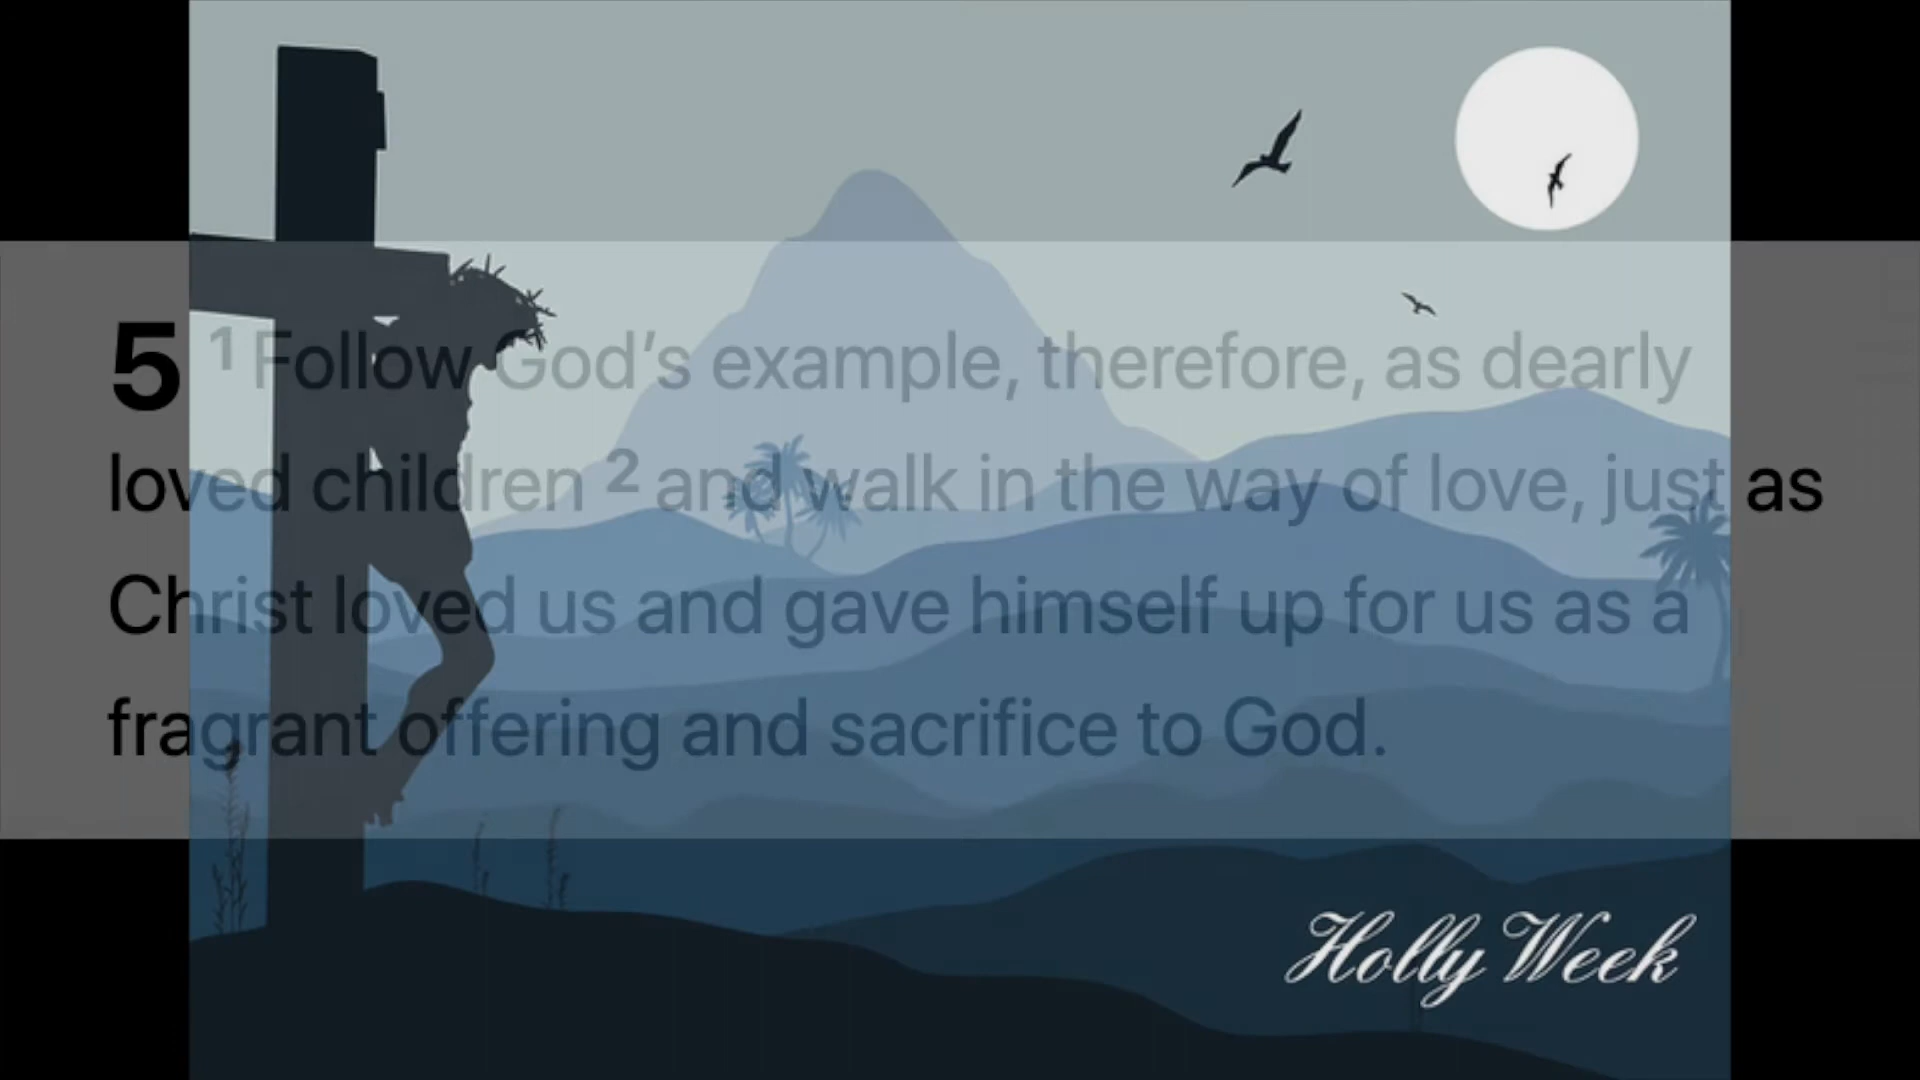 5 1 Follow God’s example, therefore, as dearly
loved children 2 and walk in the way of love, just as
Christ loved us and gave himself up for us as a
fragrant offering and sacrifice to God.
Holly Week